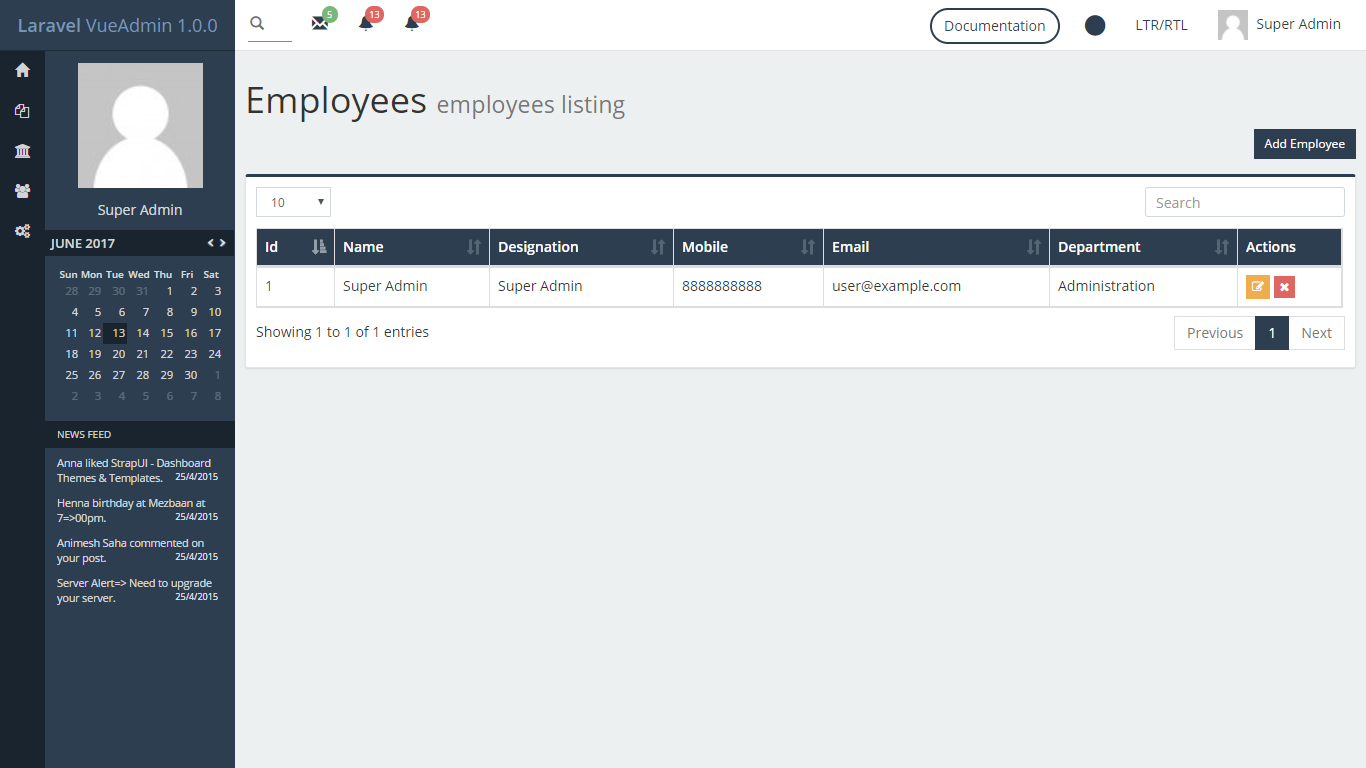 Laravel VueAdmin 1.0.0
5
13
13
Documentation
LTR/RTL
Super Admin
Super Admin
JUNE 2017
Sun Mon Tue Wed Thu Fri Sat
28 29 30 31 1 2 3
4 5 6 7 8 9 10
11 12 13 14 15 16 17
18 19 20 21 22 23 24
25 26 27 28 29 30 1
2 3 4 5 6 7 8
NEWS FEED
Anna liked StrapUI - Dashboard
Themes & Templates. 25/4/2015
Henna birthday at Mezbaan at
7=>00pm. 25/4/2015
Animesh Saha commented on
your post. 25/4/2015
Server Alert=> Need to upgrade
your server. 25/4/2015
Employees employees listing
Add Employee
10
Search
Id Name Designation Mobile Email Department Actions
1 Super Admin Super Admin 8888888888 user@example.com Administration
Showing 1 to 1 of 1 entries
Previous 1 Next